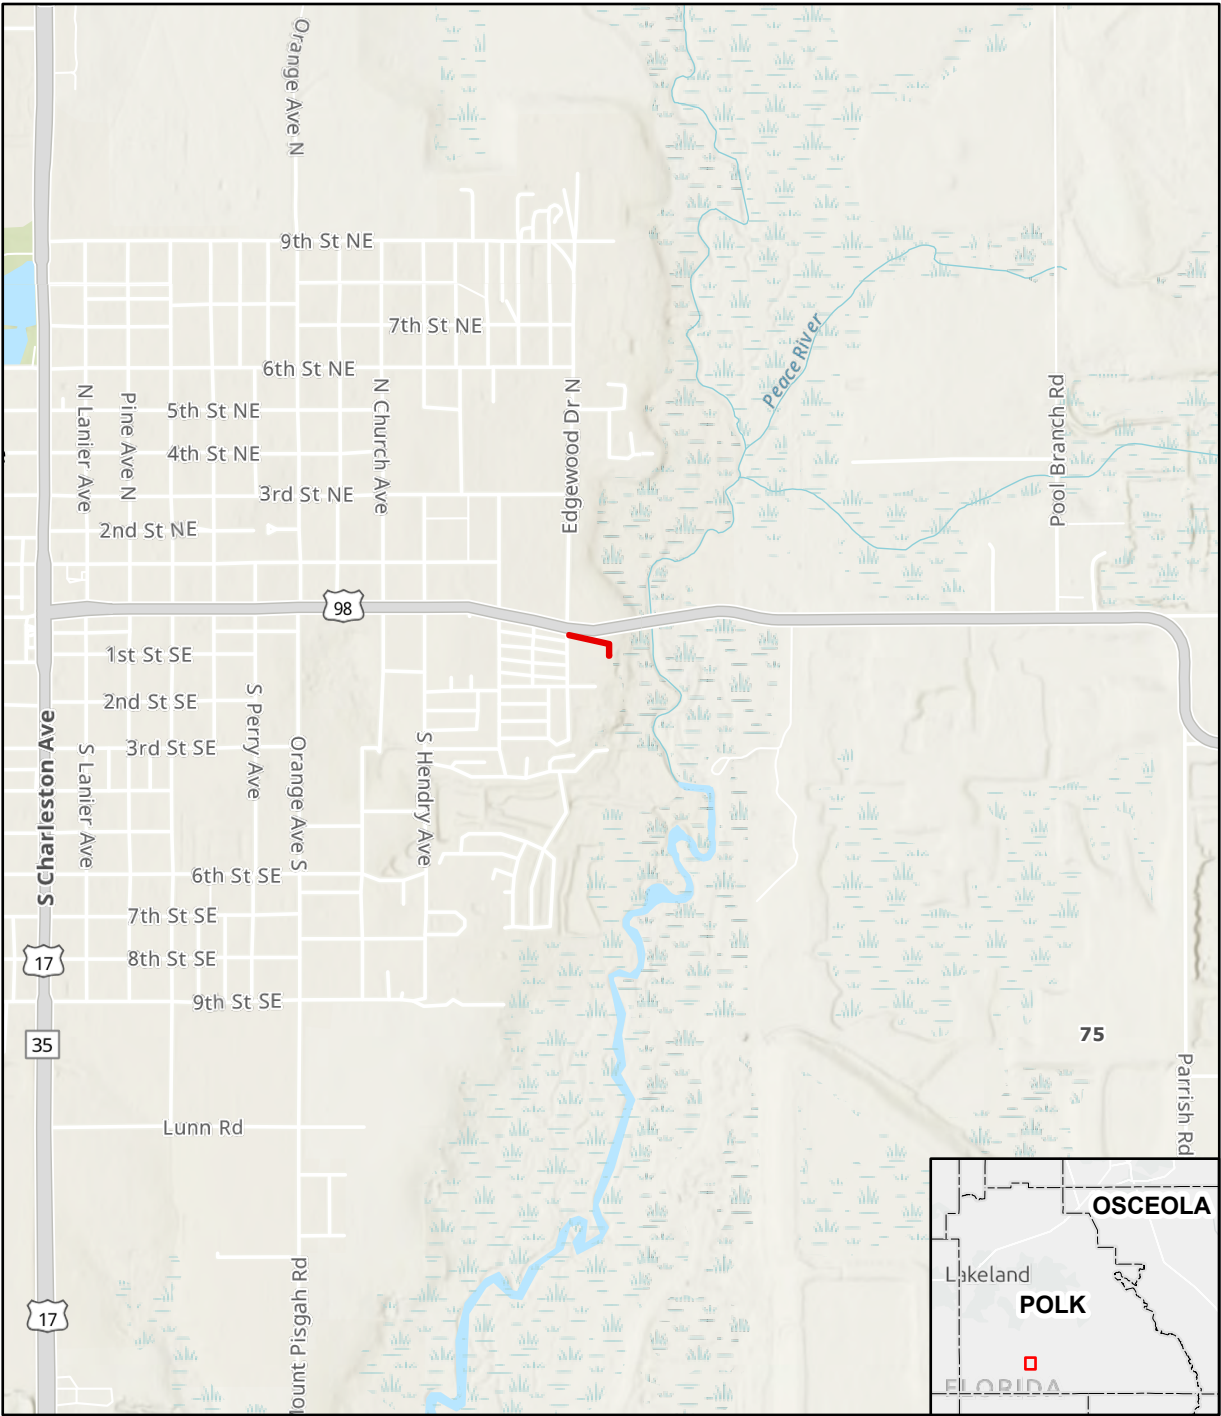 Orange Ave N
9th St NE
7th St NE
Peace River
6th St NE
N Lanier Ave
Pine Ave N
5th St NE
N Church Ave
Edgewood Dr N
Pool Branch Rd
4th St NE
3rd St NE
2nd St NE
98
1st St SE
2nd St SE
S Perry Ave
3rd St SE
S Charleston Ave
S Lanier Ave
Orange Ave S
S Hendry Ave
6th St SE
7th St SE
17
8th St SE
9th St SE
35
75
Parrish Rd
Lunn Rd
OSCEOLA
Lakeland
POLK
17
ount Pisgah Rd
FLORIDA